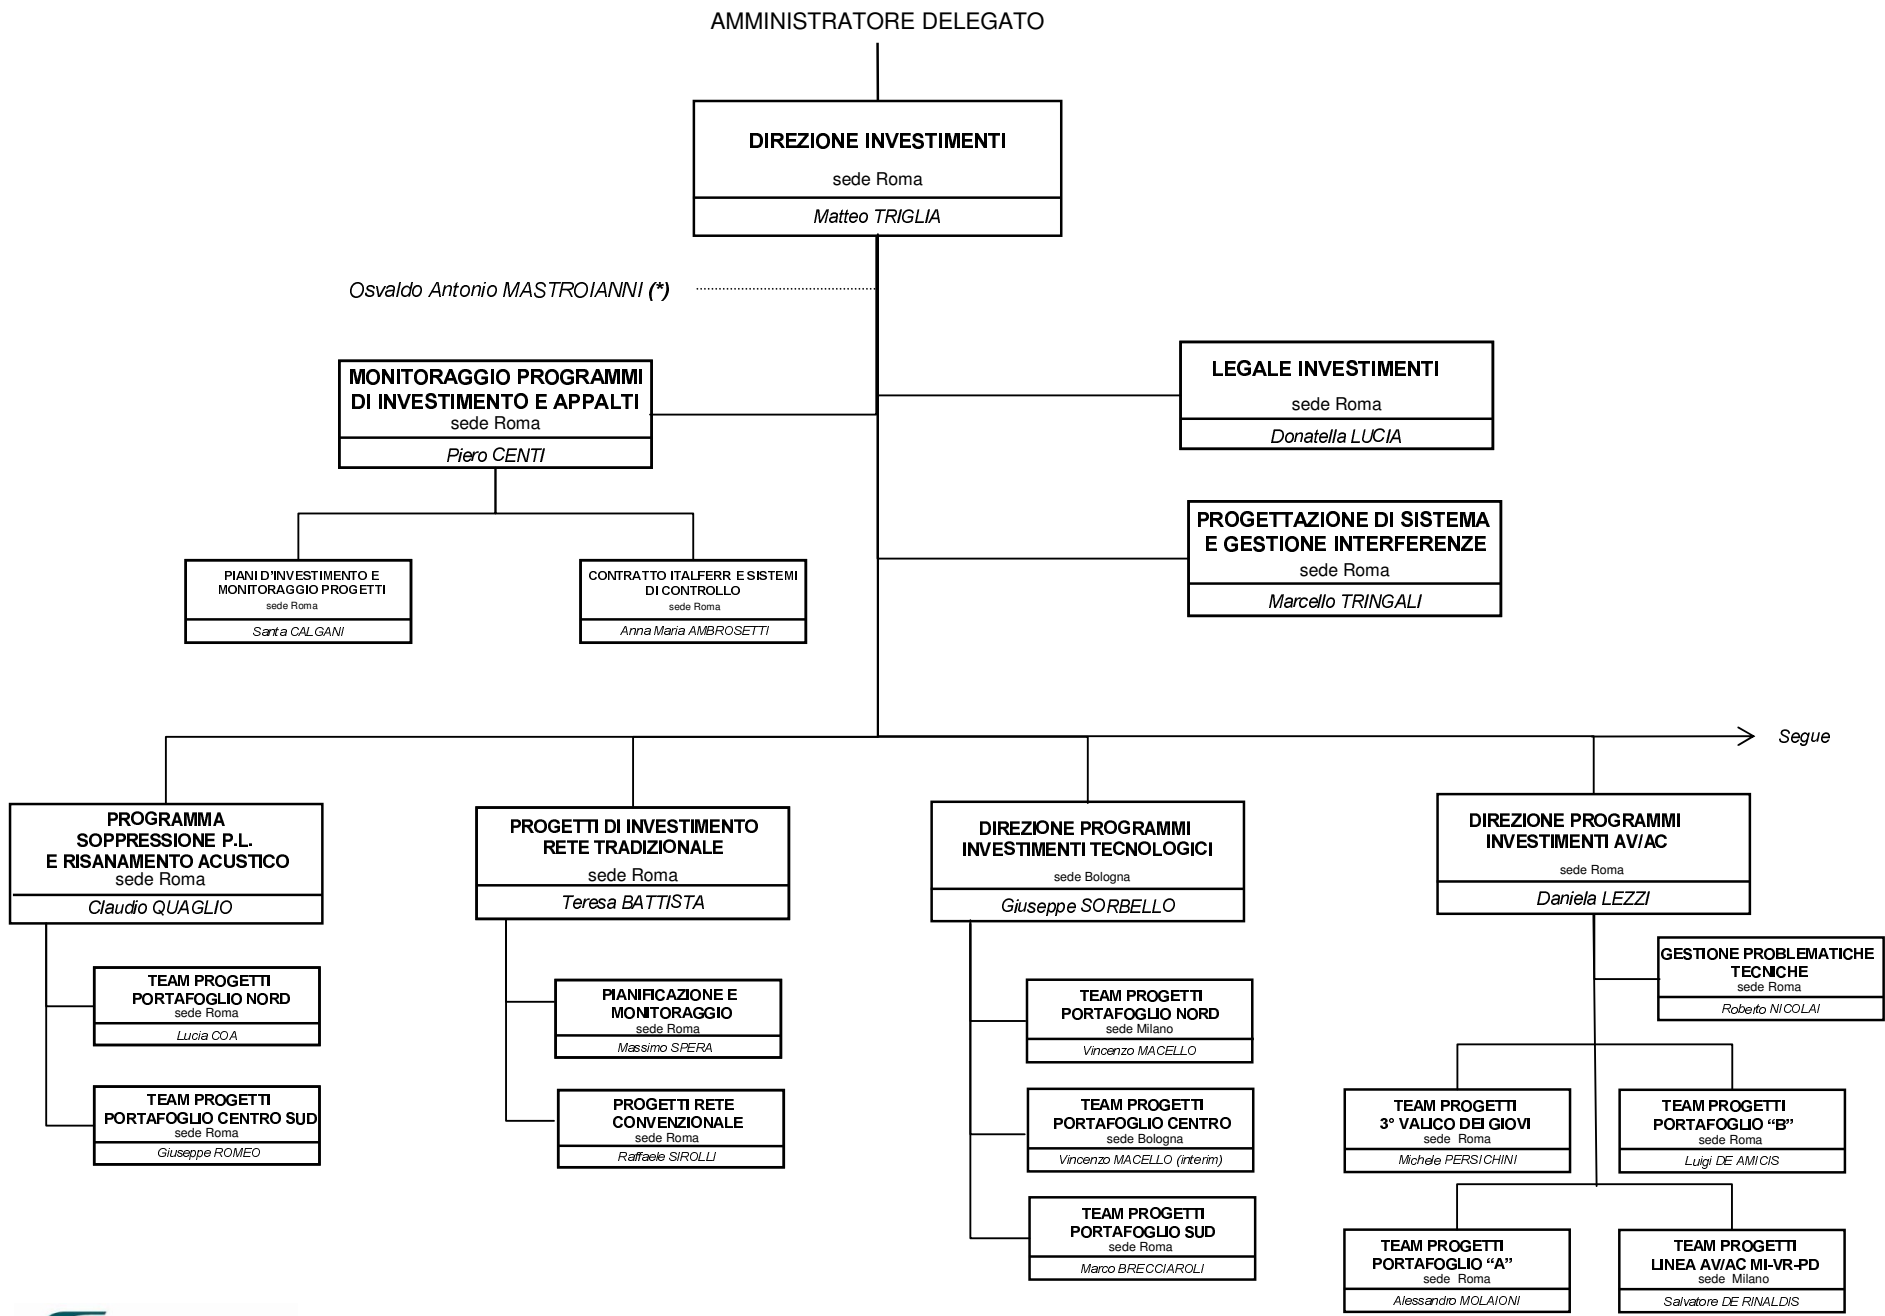 AMMINISTRATORE DELEGATO
DIREZIONE INVESTIMENTI
sede Roma
Matteo TRIGLIA
Osvaldo Antonio MASTROIANNI (*)
MONITORAGGIO PROGRAMMI
DI INVESTIMENTO E APPALTI
sede Roma
Piero CENTI
LEGALE INVESTIMENTI
sede Roma
Donatella LUCIA
PROGETTAZIONE DI SISTEMA
E GESTIONE INTERFERENZE
sede Roma
Marcello TRINGALI
PIANI D'INVESTIMENTO E
MONITORAGGIO PROGETTI
sede Roma
Santa CALGANI
CONTRATTO ITALFERR E SISTEMI
DI CONTROLLO
sede Roma
Anna Maria AMBROSETTI
Segue
PROGRAMMA
SOPPRESSIONE P.L.
E RISANAMENTO ACUSTICO
sede Roma
Claudio QUAGLIO
TEAM PROGETTI
PORTAFOGLIO NORD
sede Roma
Lucia COA
TEAM PROGETTI
PORTAFOGLIO CENTRO SUD
sede Roma
Giuseppe ROMEO
PROGETTI DI INVESTIMENTO
RETE TRADIZIONALE
sede Roma
Teresa BATTISTA
PIANIFICAZIONE E
MONITORAGGIO
sede Roma
Massimo SPERA
PROGETTI RETE
CONVENZIONALE
sede Roma
Raffaele SIROLLI
DIREZIONE PROGRAMMI
INVESTIMENTI TECNOLOGICI
sede Bologna
Giuseppe SORBELLO
TEAM PROGETTI
PORTAFOGLIO NORD
sede Milano
Vincenzo MACELLO
TEAM PROGETTI
PORTAFOGLIO CENTRO
sede Bologna
Vincenzo MACELLO (interim)
TEAM PROGETTI
PORTAFOGLIO SUD
sede Roma
Marco BRECCIAROLI
DIREZIONE PROGRAMMI
INVESTIMENTI AV/AC
sede Roma
Daniela LEZZI
GESTIONE PROBLEMATICHE
TECNICHE
sede Roma
Roberto NICOLAI
TEAM PROGETTI
3° VALICO DEI GIOVI
sede Roma
Michele PERSICHINI
TEAM PROGETTI
PORTAFOGLIO “B”
sede Roma
Luigi DE AMICIS
TEAM PROGETTI
PORTAFOGLIO “A”
sede Roma
Alessandro MOLAIONI
TEAM PROGETTI
LINEA AV/AC MI-VR-PD
sede Milano
Salvatore DE RINALDIS